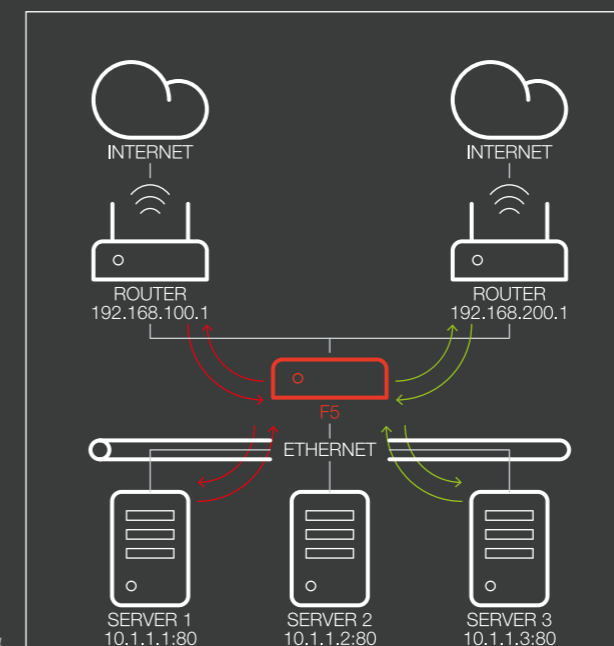 INTERNET
INTERNET
ROUTER
192.168.100.1
ROUTER
192.168.200.1
F5
ETHERNET
SERVER 1
10.1.1.1:80
SERVER 2
10.1.1.2:80
SERVER 3
10.1.1.3:80